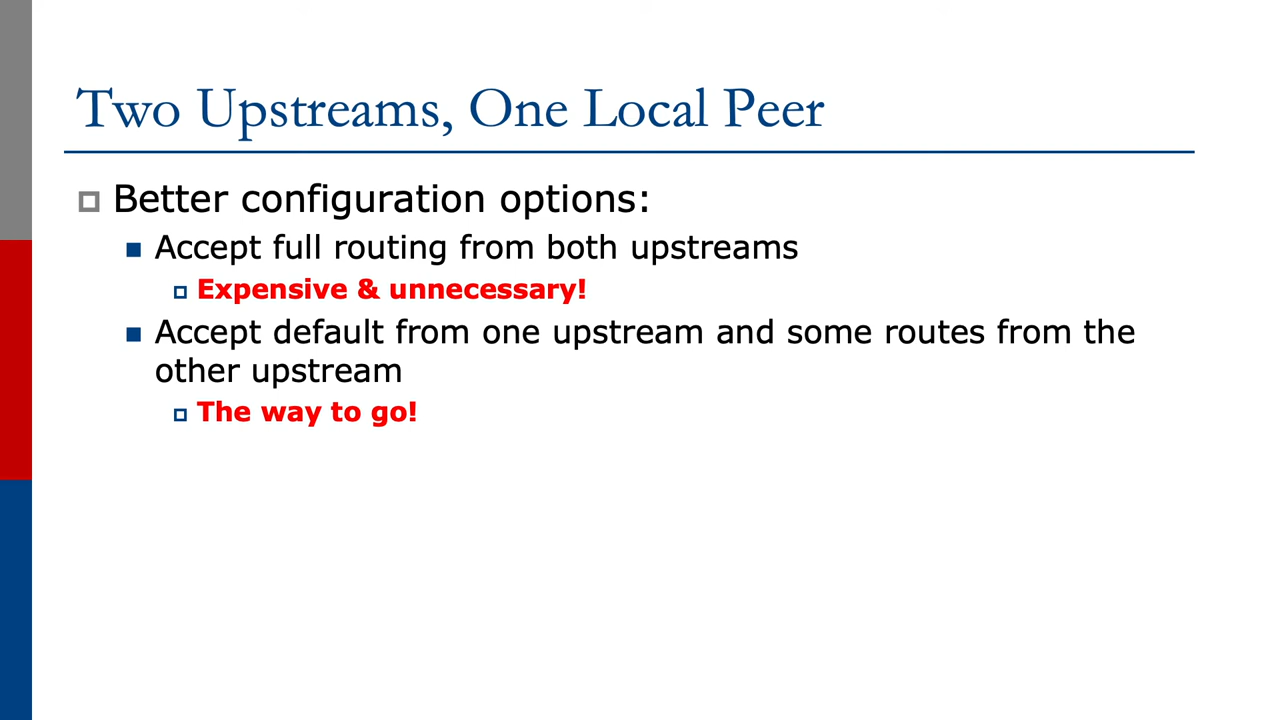 Two Upstreams, One Local Peer
Better configuration options:
Accept full routing from both upstreams
Expensive & unnecessary!
Accept default from one upstream and some routes from the
other upstream
The way to go!